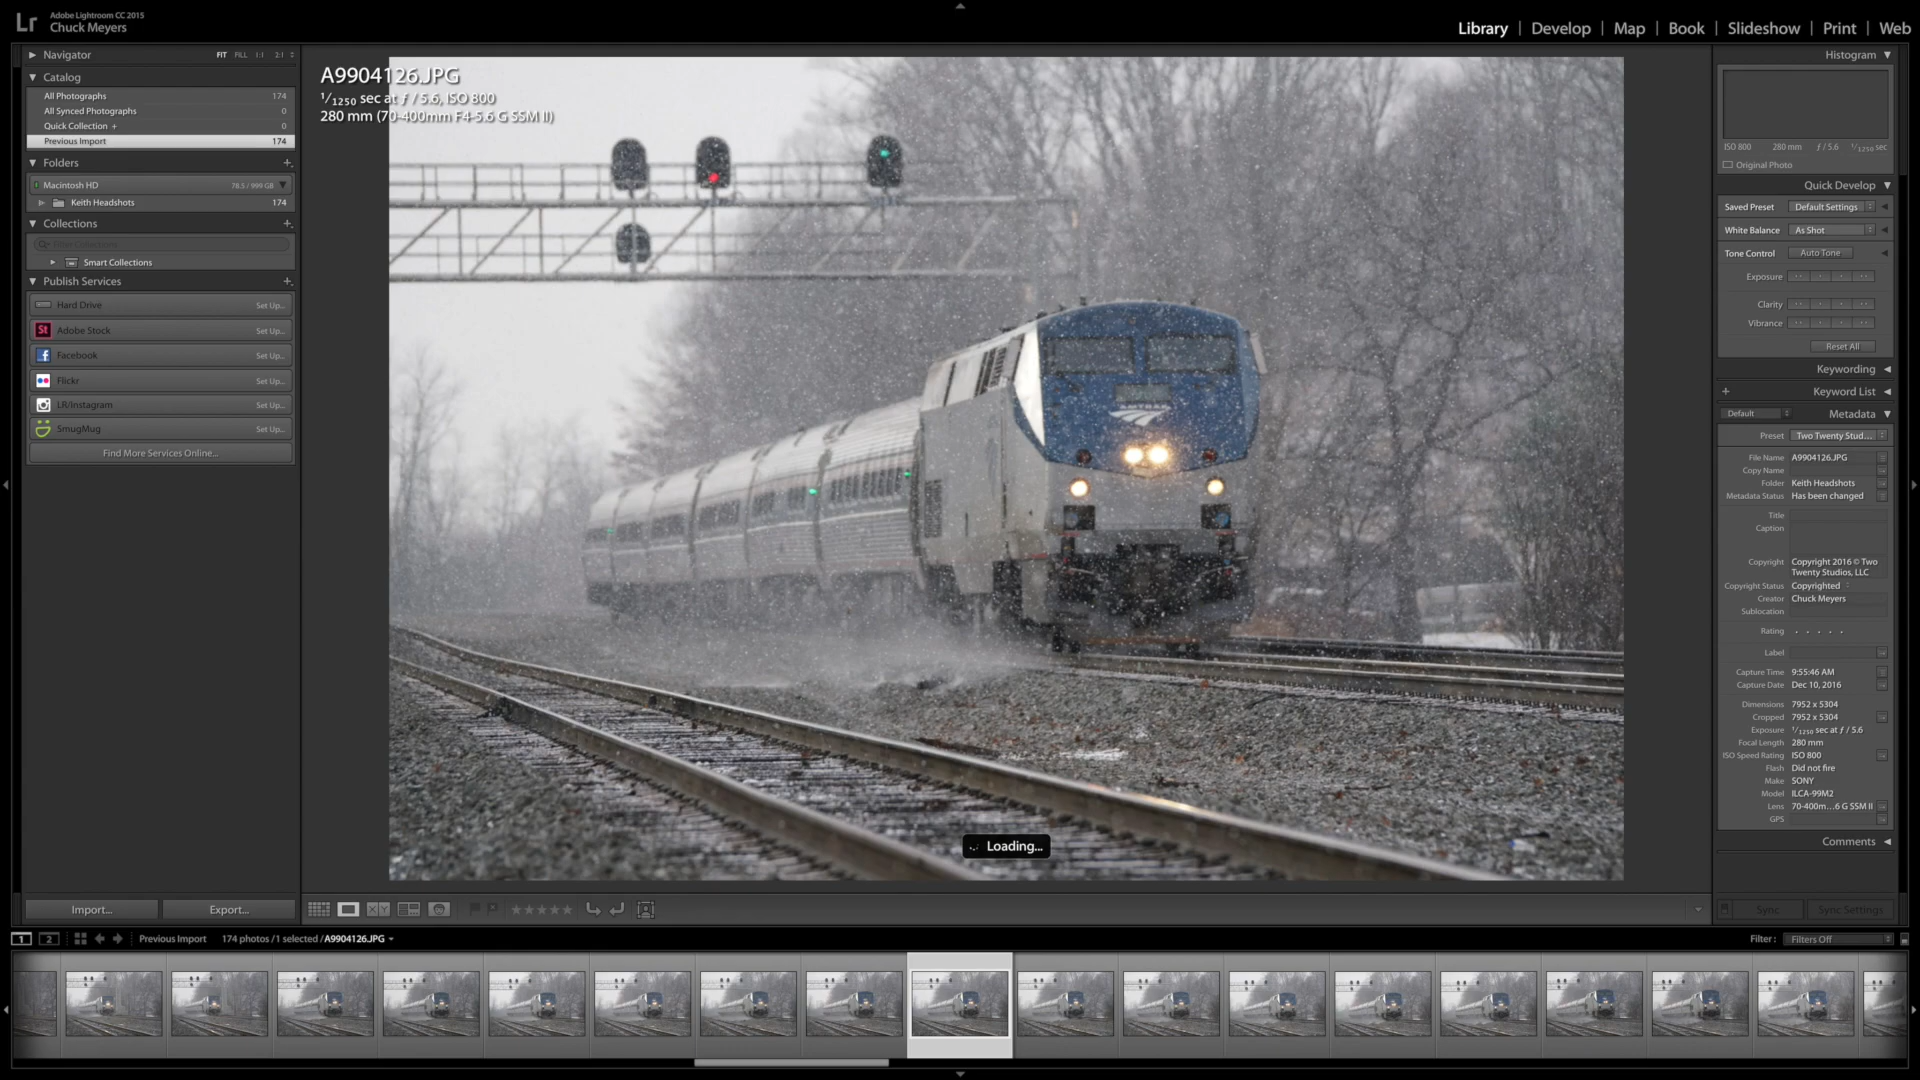 Lr
Adobe Lightroom CC 2015
Chuck Meyers
Library | Develop | Map | Book | Slideshow | Print | Web
Navigator FIT FILL 1:1 2:1
Catalog
All Photographs 174
All Synced Photographs 0
Quick Collection + 0
Previous Import 174
Folders
Macintosh HD 78.5 / 999 GB
Keith Headshots 174
Collections
Filter Collections
Smart Collections
Publish Services
Hard Drive Set Up...
St Adobe Stock Set Up...
Facebook Set Up...
Flickr Set Up...
LR/Instagram Set Up...
SmugMug Set Up...
Find More Services Online...
Import...
Export...
A9904126.JPG
1/1250 sec at ƒ / 5.6, ISO 800
280 mm (70-400mm F4-5.6 G SSM II)
AMTRAK
Loading...
Histogram
ISO 800 280 mm ƒ / 5.6 1/1250 sec
Original Photo
Quick Develop
Saved Preset Default Settings
White Balance As Shot
Tone Control Auto Tone
Exposure
Clarity
Vibrance
Reset All
Keywording
+ Keyword List
Default Metadata
Preset Two Twenty Stud...
File Name A9904126.JPG
Copy Name
Folder Keith Headshots
Metadata Status Has been changed
Title
Caption
Copyright Copyright 2016 © Two
Twenty Studios, LLC
Copyright Status Copyrighted
Creator Chuck Meyers
Sublocation
Rating . . . . .
Label
Capture Time 9:55:46 AM
Capture Date Dec 10, 2016
Dimensions 7952 x 5304
Cropped 7952 x 5304
Exposure 1/1250 sec at ƒ / 5.6
Focal Length 280 mm
ISO Speed Rating ISO 800
Flash Did not fire
Make SONY
Model ILCA-99M2
Lens 70-400m...6 G SSM II
GPS
Comments
Sync Sync Settings
XY
1 2 Previous Import 174 photos / 1 selected / A9904126.JPG
Filter : Filters Off